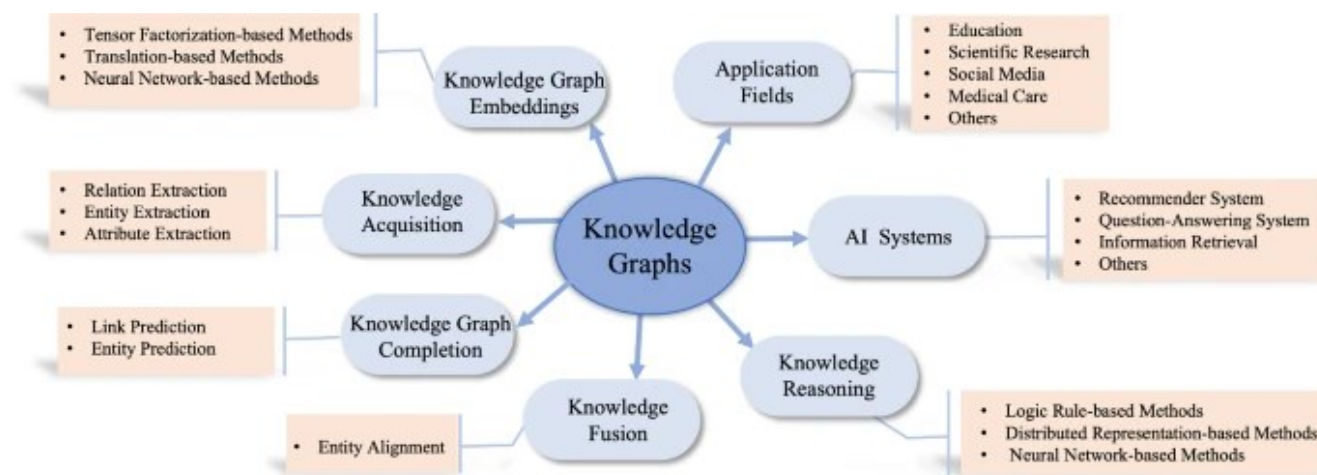 • Tensor Factorization-based Methods
• Translation-based Methods
• Neural Network-based Methods
Knowledge Graph
Embeddings
Application
Fields
• Education
• Scientific Research
• Social Media
• Medical Care
• Others
• Relation Extraction
• Entity Extraction
• Attribute Extraction
Knowledge
Acquisition
Knowledge
Graphs
AI Systems
• Recommender System
• Question-Answering System
• Information Retrieval
• Others
• Link Prediction
• Entity Prediction
Knowledge Graph
Completion
Knowledge
Reasoning
• Logic Rule-based Methods
• Distributed Representation-based Methods
• Neural Network-based Methods
• Entity Alignment
Knowledge
Fusion